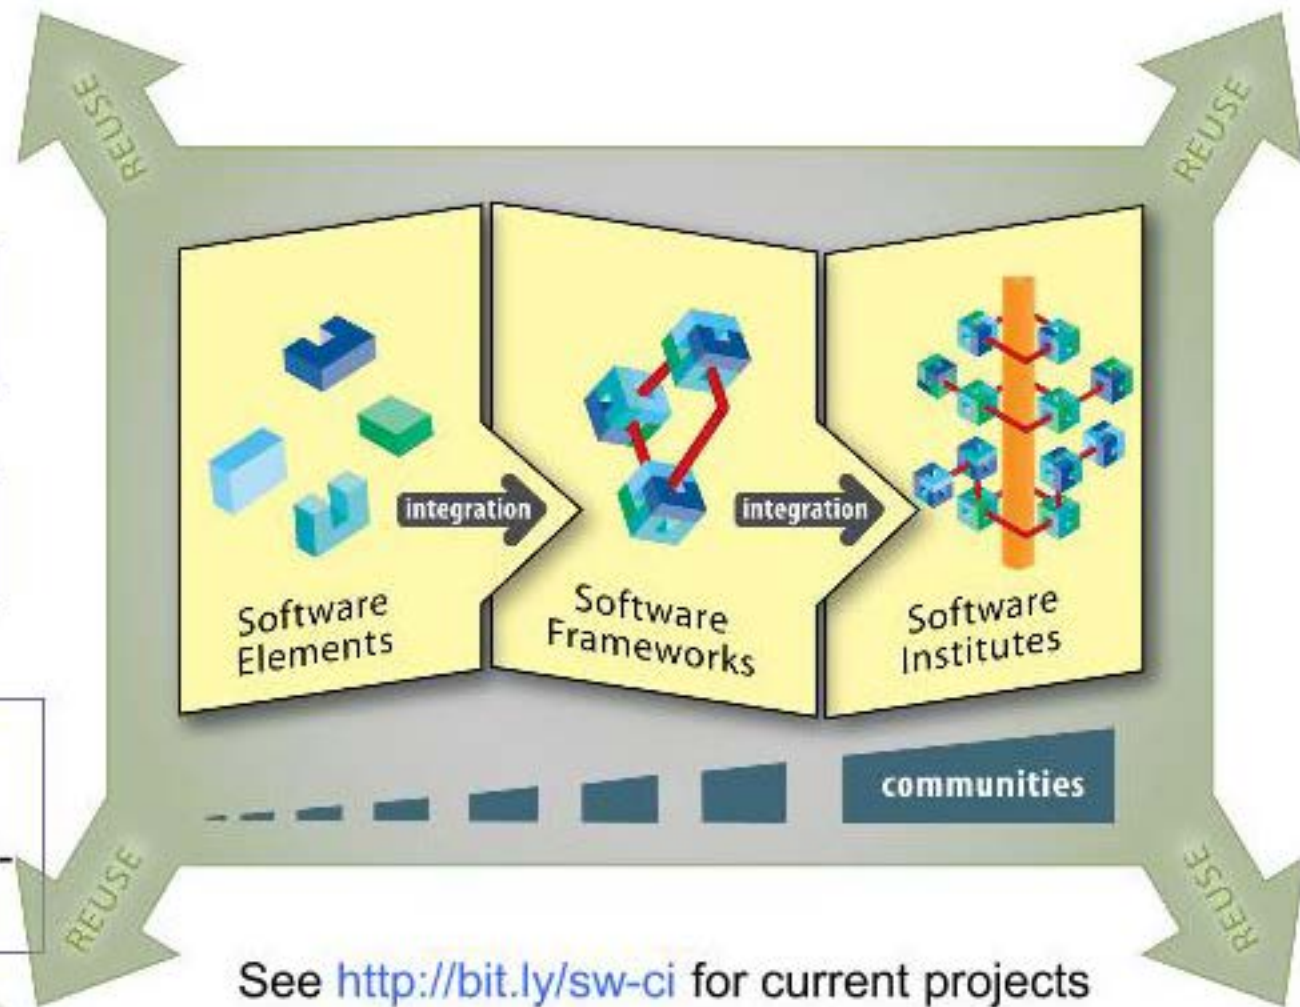 REUSE
REUSE
integration
integration
Software
Elements
Software
Frameworks
Software
Institutes
communities
REUSE
REUSE
See http://bit.ly/sw-ci for current projects